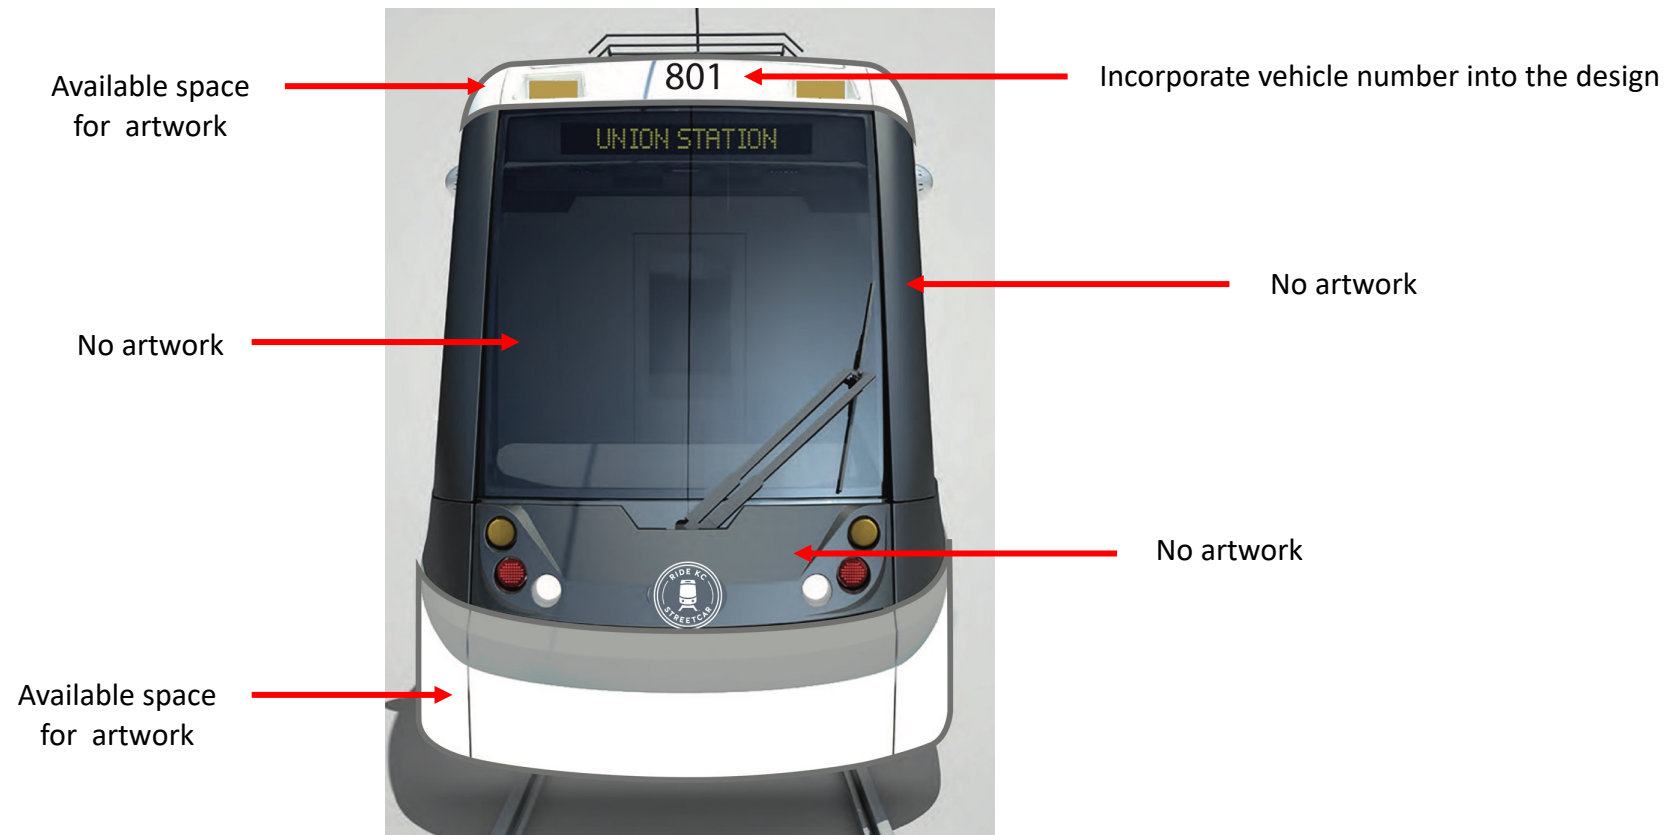 801
Incorporate vehicle number into the design
Available space
for artwork
UNION STATION
No artwork
No artwork
No artwork
RIDE KC
STREETCAR
Available space
for artwork